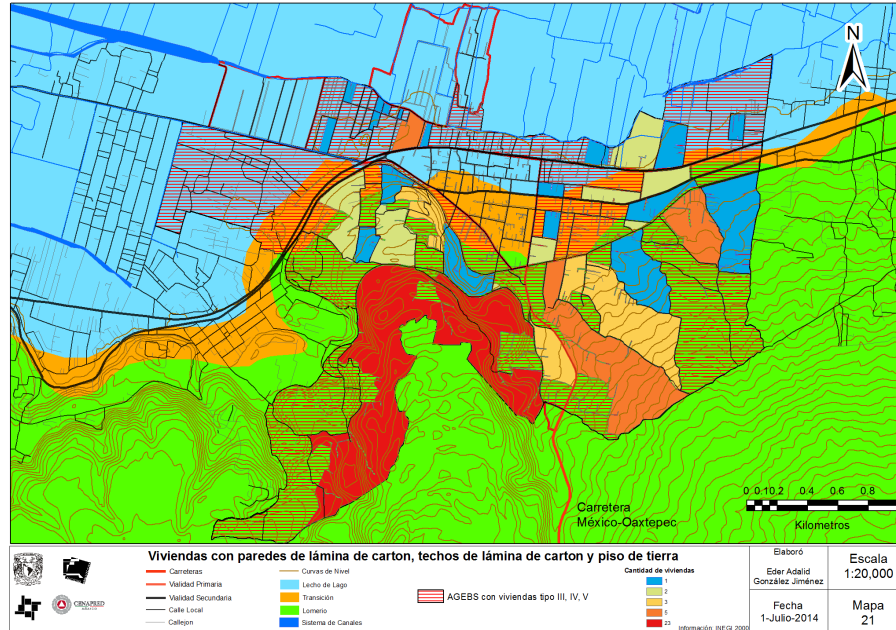 N
0 0.10.2 0.4 0.6 0.8
Kilometros
Carretera
México-Oaxtepec
Viviendas con paredes de lámina de carton, techos de lámina de carton y piso de tierra
Carreteras
Validad Primaria
Validad Secundaria
Calle Local
Callejon
Curvas de Nivel
Lecho de Lago
Transición
Lomerio
Sistema de Canales
AGEBS con viviendas tipo III, IV, V
Cantidad de viviendas
1
2
3
5
23
Información: INEGI, 2000
CENAPRED
Elaboró
Eder Adalid
González Jiménez
Escala
1:20,000
Fecha
1-Julio-2014
Mapa
21